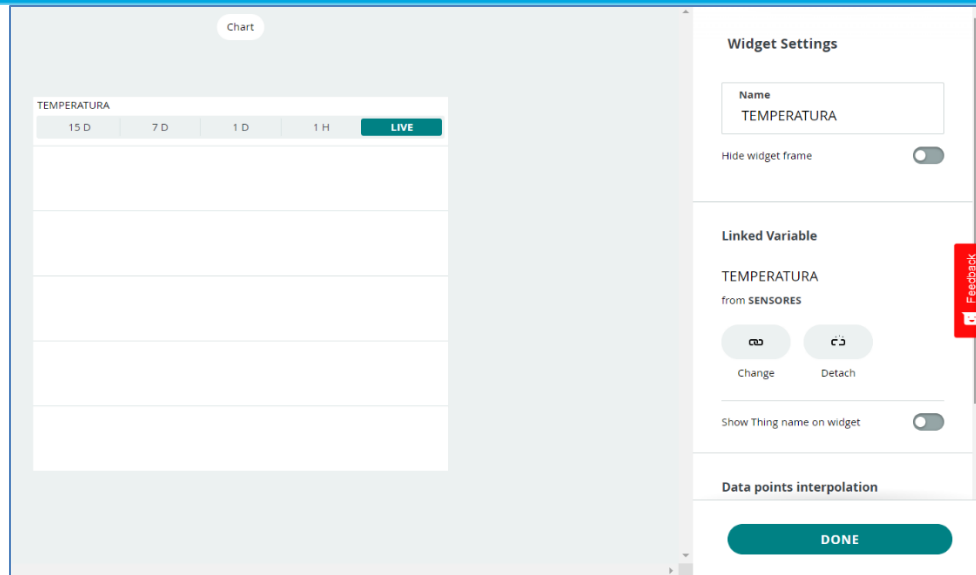 Chart
TEMPERATURA
15 D 7 D 1 D 1 H LIVE
Widget Settings
Name
TEMPERATURA
Hide widget frame
Linked Variable
TEMPERATURA
from SENSORES
Change Detach
Show Thing name on widget
Data points interpolation
DONE
Feedback